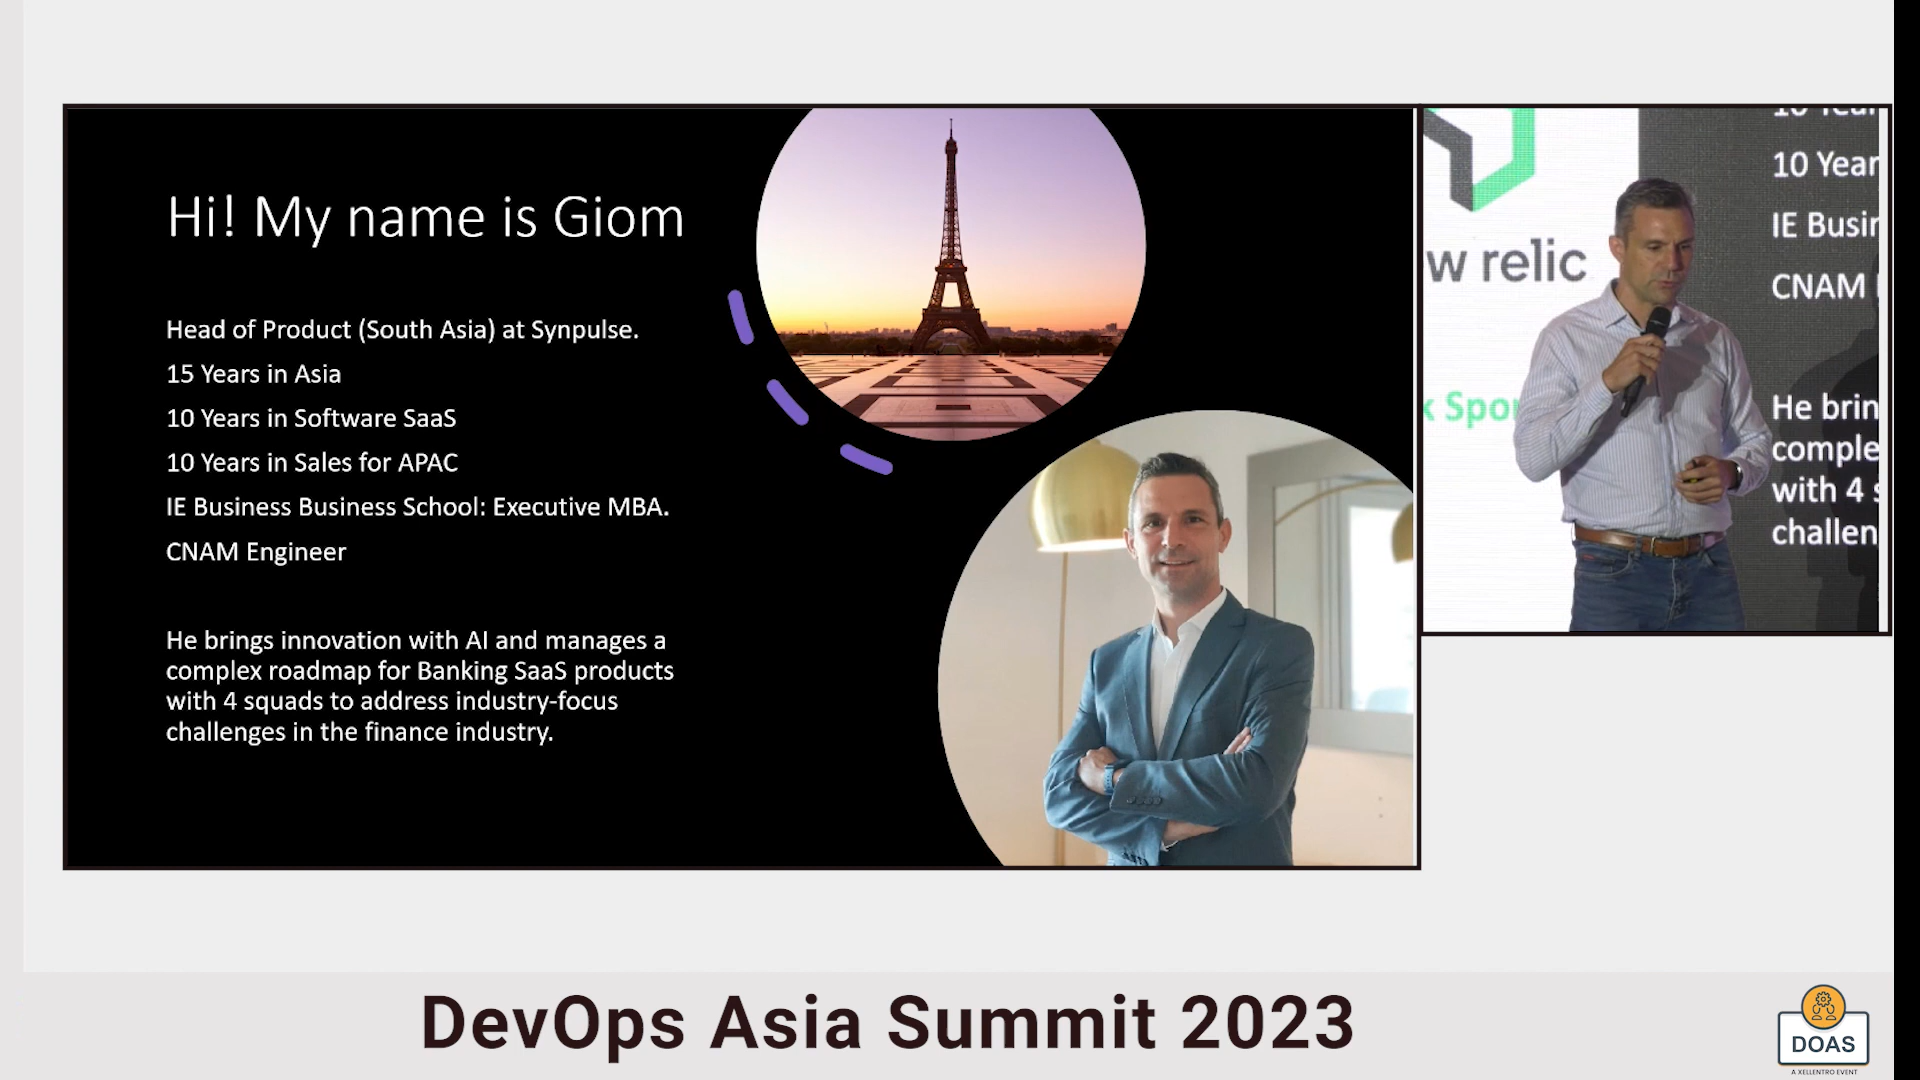 Hi! My name is Giom
Head of Product (South Asia) at Synpulse.
15 Years in Asia
10 Years in Software SaaS
10 Years in Sales for APAC
IE Business Business School: Executive MBA.
CNAM Engineer
He brings innovation with AI and manages a
complex roadmap for Banking SaaS products
with 4 squads to address industry-focus
challenges in the finance industry.
10 Year
IE Busin
CNAM
w relic
k Spo
He brin
comple
with 4 s
challen
DevOps Asia Summit 2023
DOAS
A XELLENTRO EVENT